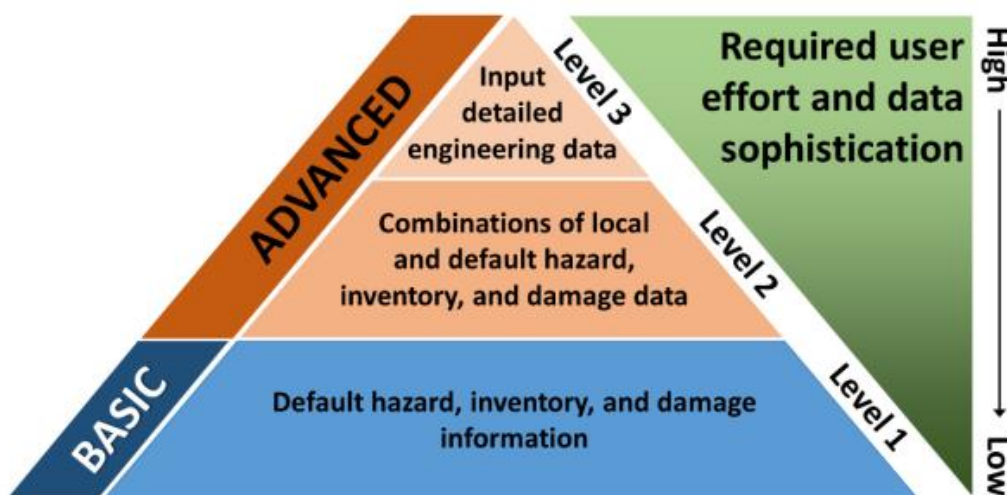 ADVANCED
BASIC
Input
detailed
engineering data
Level 3
Combinations of local
and default hazard,
inventory, and damage data
Level 2
Default hazard, inventory, and damage
information
Level 1
Required user
effort and data
sophistication
High
Low